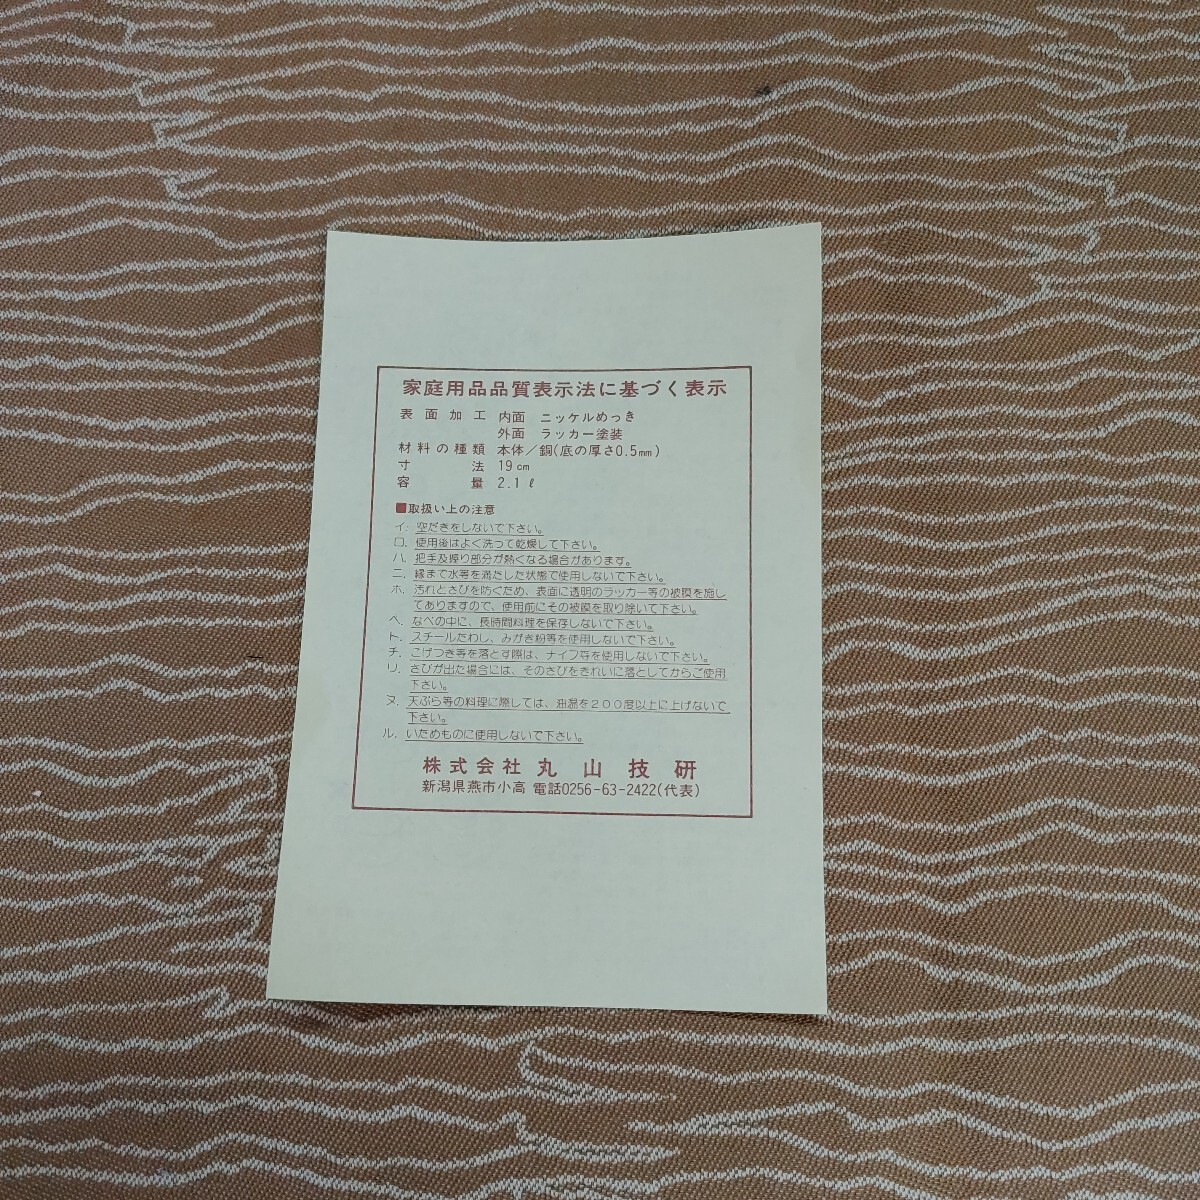 家庭用品品質表示法に基づく表示
表面加工 内面 ニッケルめっき
外面 ラッカー塗装
材料の種類 本体/銅(底の厚さ0.5㎜)
寸法 19㎝
容量 2.1ℓ
■取扱い上の注意
イ. 空だきをしないで下さい。
ロ. 使用後はよく洗って乾燥して下さい。
ハ. 把手及握り部分が熱くなる場合があります。
ニ. 縁まで水等を満たした状態で使用しないで下さい。
ホ. 汚れとさびを防ぐため、表面に透明のラッカー等の被膜を施し
てありますので、使用前にその被膜を取り除いて下さい。
ヘ. なべの中に、長時間料理を保存しないで下さい。
ト. スチールたわし、みがき粉等を使用しないで下さい。
チ. こげつき等を落とす際は、ナイフ等を使用しないで下さい。
リ. さびが出た場合には、そのさびをきれいに落としてからご使用
下さい。
ヌ. 天ぷら等の料理に際しては、油温を200度以上に上げないで
下さい。
ル. いためものに使用しないで下さい。
株式会社 丸山技研
新潟県燕市小高 電話0256-63-2422(代表)